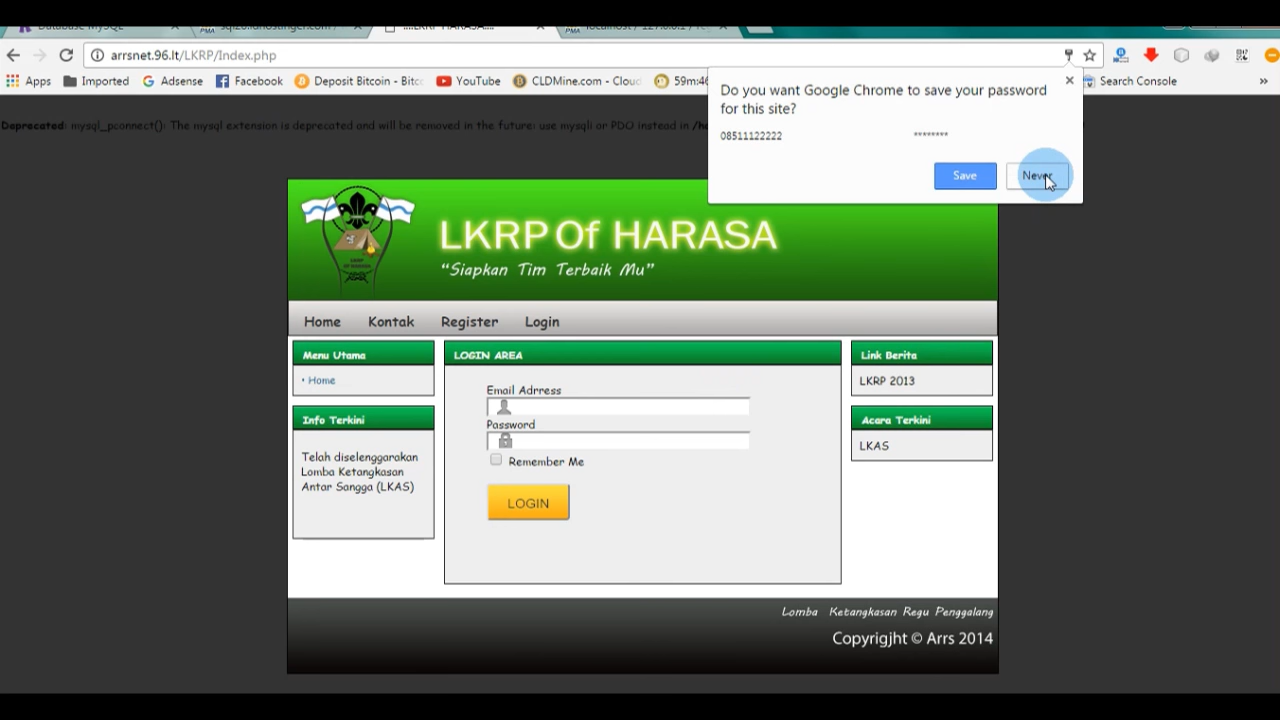 Database MySQL
arrsnet.96.lt/LKRP/Index.php
Apps Imported Adsense Facebook Deposit Bitcoin - Bitc YouTube CLDMine.com - Cloud 59m:46 Search Console »
Do you want Google Chrome to save your password
for this site?
08511122222 ********
Save Never
Deprecated: mysql_pconnect(): The mysql extension is deprecated and will be removed in the future: use mysqli or PDO instead in
LKRP Of HARASA
“Siapkan Tim Terbaik Mu”
Home Kontak Register Login
Menu Utama
• Home
Info Terkini
Telah diselenggarakan
Lomba Ketangkasan
Antar Sangga (LKAS)
LOGIN AREA
Email Adrress
Password
Remember Me
LOGIN
Link Berita
LKRP 2013
Acara Terkini
LKAS
Lomba Ketangkasan Regu Penggalang
Copyrigjht © Arrs 2014